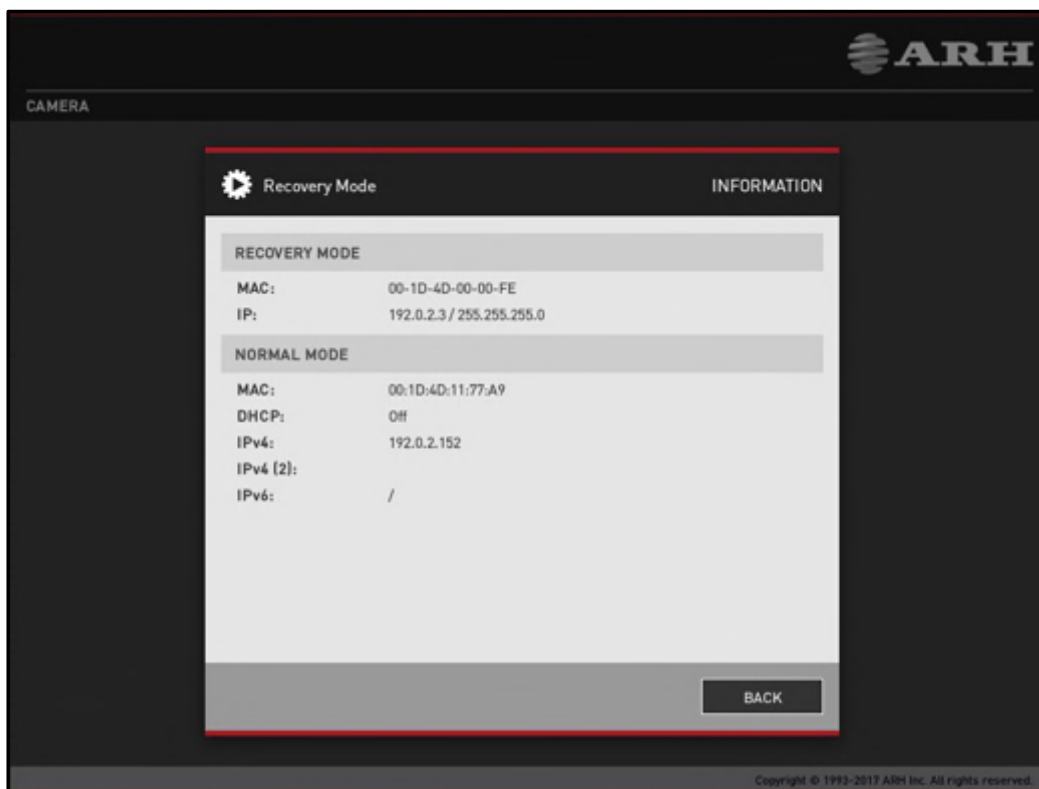 ARH
CAMERA
Recovery Mode INFORMATION
RECOVERY MODE
MAC: 00-1D-4D-00-00-FE
IP: 192.0.2.3 / 255.255.255.0
NORMAL MODE
MAC: 00:1D:4D:11:77:A9
DHCP: Off
IPv4: 192.0.2.152
IPv4 (2):
IPv6: /
BACK
Copyright © 1993-2017 ARH Inc. All rights reserved.